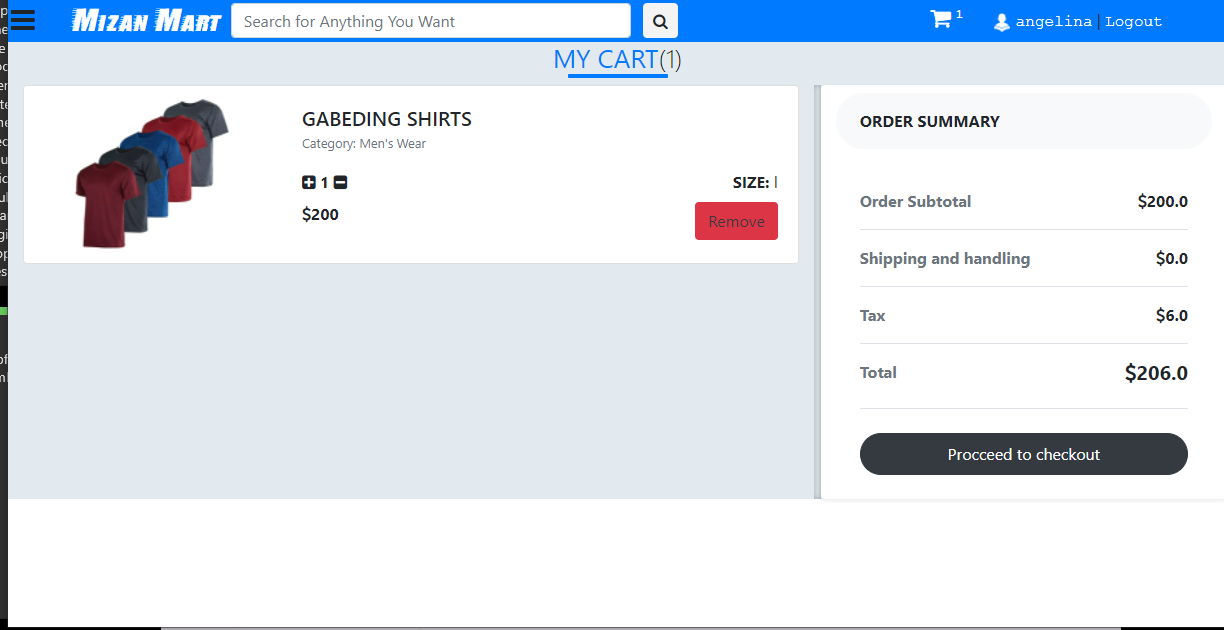 Mizan Mart
Search for Anything You Want
1
angelina | Logout
MY CART(1)
GABEDING SHIRTS
Category: Men's Wear
1
SIZE: l
$200
Remove
ORDER SUMMARY
Order Subtotal $200.0
Shipping and handling $0.0
Tax $6.0
Total $206.0
Procceed to checkout